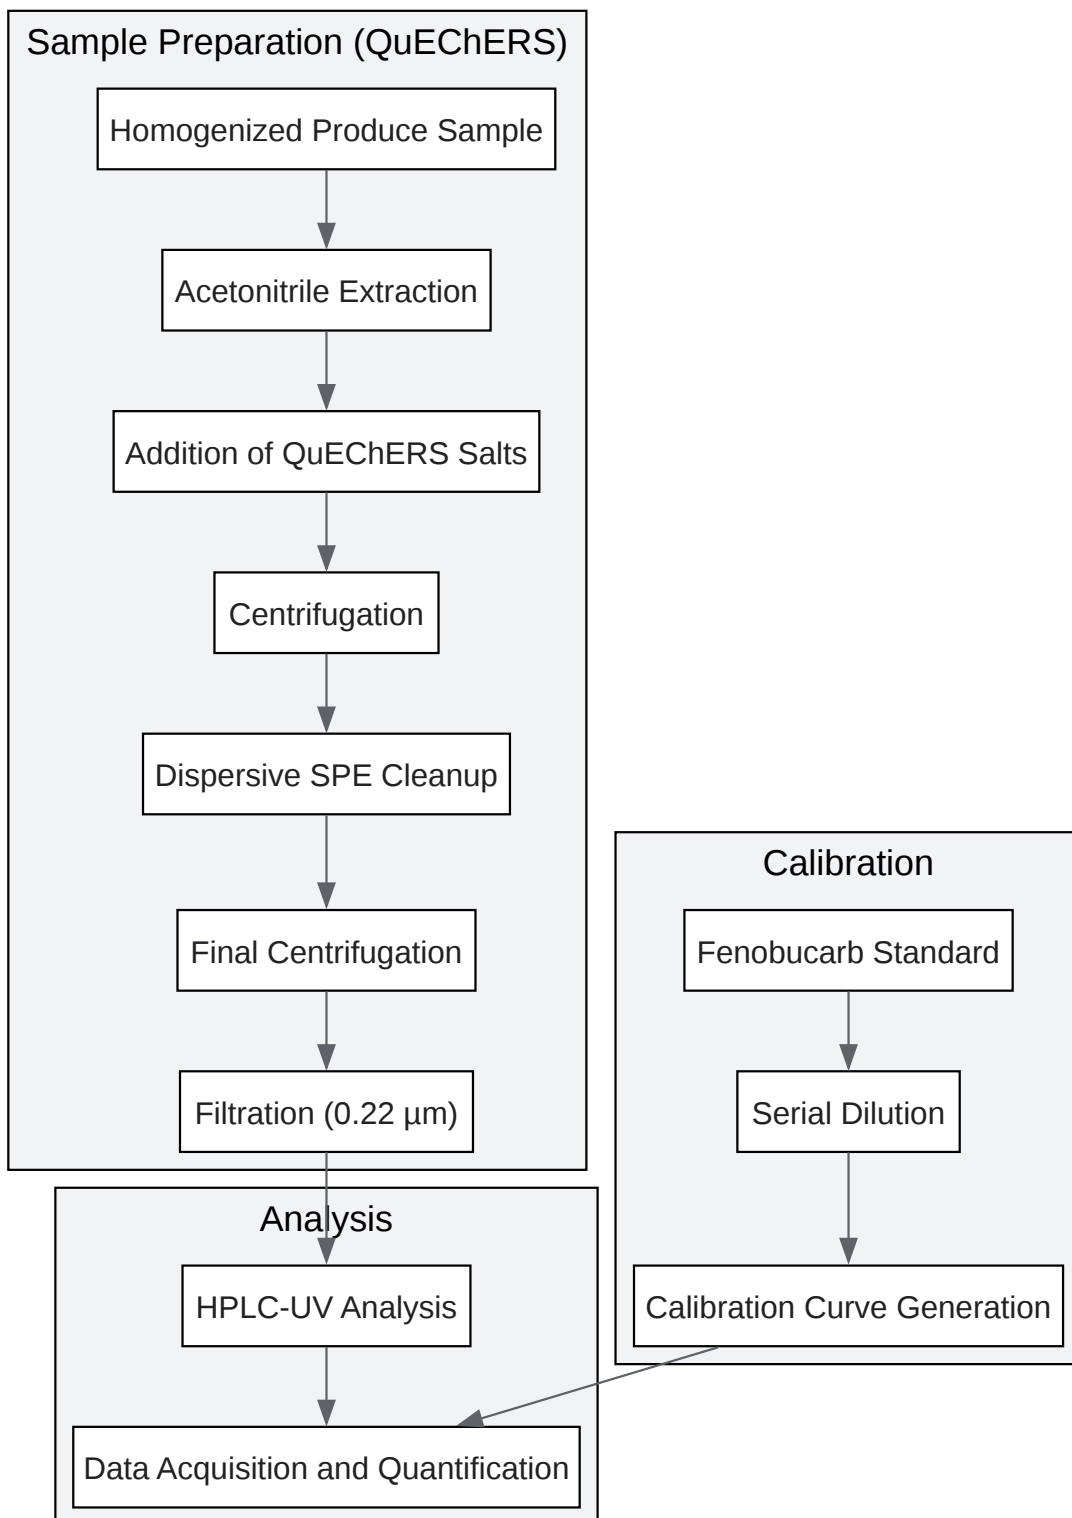 Sample Preparation (QuEChERS)
Homogenized Produce Sample
Acetonitrile Extraction
Addition of QuEChERS Salts
Centrifugation
Dispersive SPE Cleanup
Final Centrifugation
Filtration (0.22 µm)
Calibration
Fenobucarb Standard
Serial Dilution
Calibration Curve Generation
Analysis
HPLC-UV Analysis
Data Acquisition and Quantification